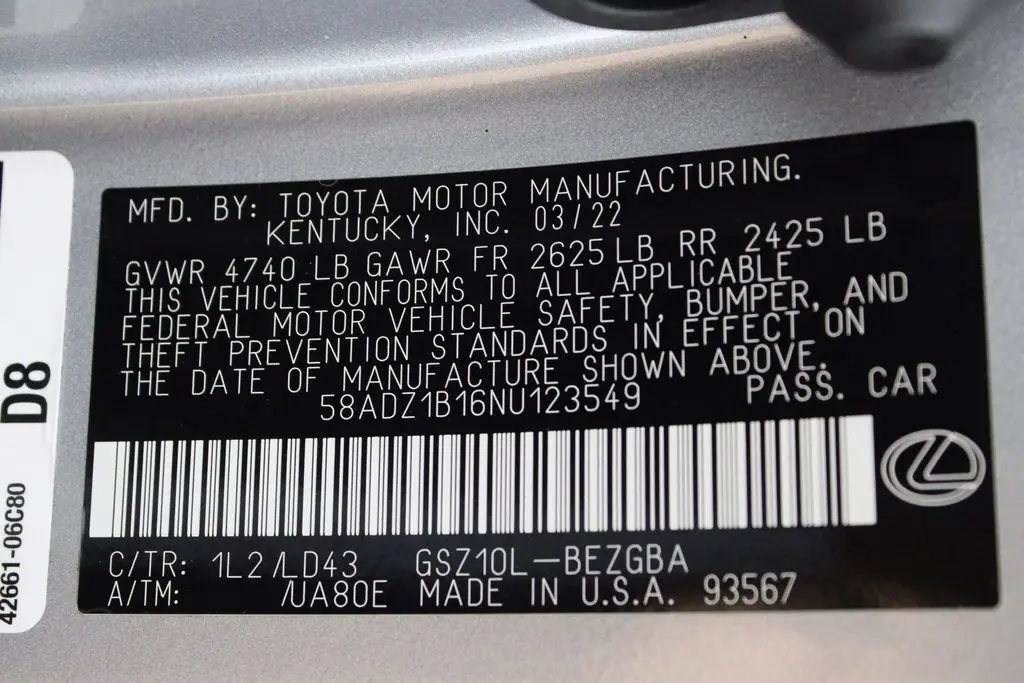 MFD. BY: TOYOTA MOTOR MANUFACTURING.
KENTUCKY, INC. 03/22
GVWR 4740 LB GAWR FR 2625 LB RR 2425 LB
THIS VEHICLE CONFORMS TO ALL APPLICABLE
FEDERAL MOTOR VEHICLE SAFETY, BUMPER, AND
THEFT PREVENTION STANDARDS IN EFFECT ON
THE DATE OF MANUFACTURE SHOWN ABOVE.
58ADZ1B16NU123549 PASS. CAR
C/TR: 1L2/LD43 GSZ10L-BEZGBA
A/TM: /UA80E MADE IN U.S.A. 93567
D8
42661-06C80